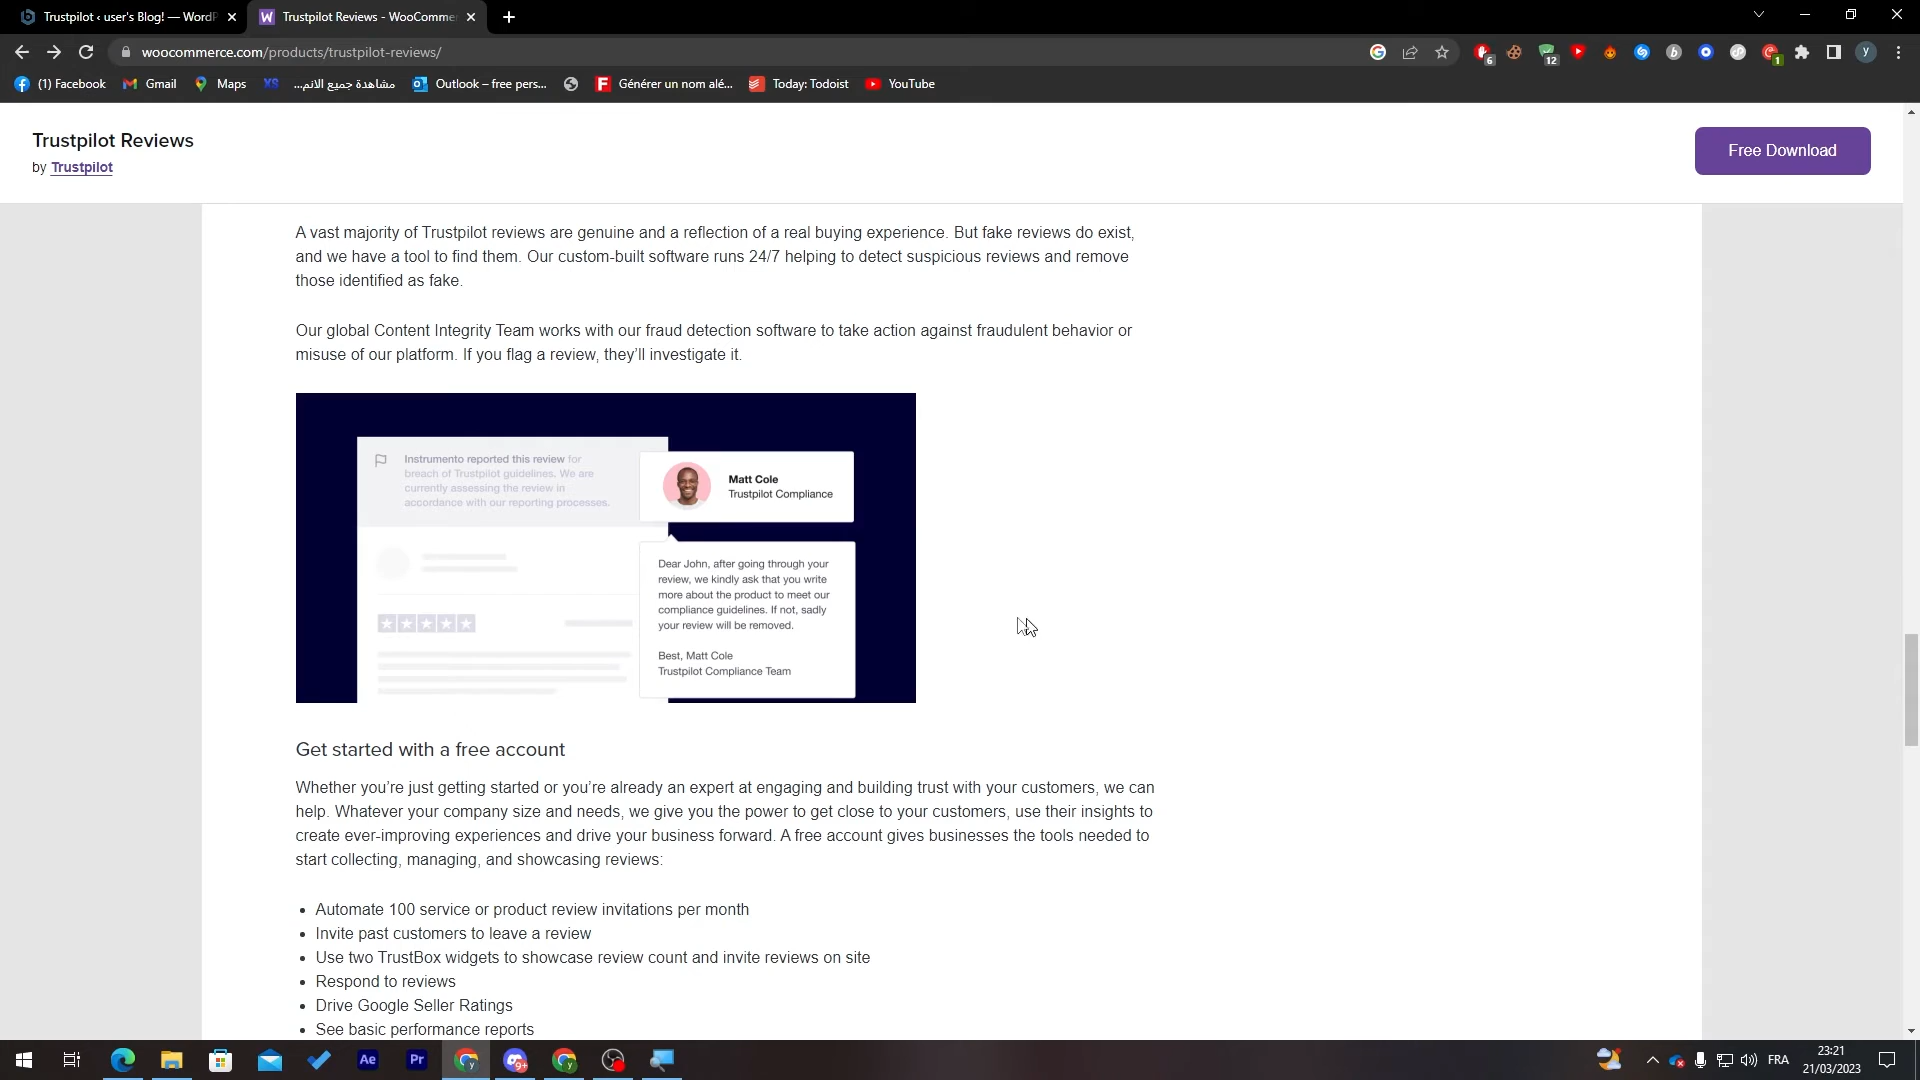 Trustpilot ‹ user's Blog! — WordP
Trustpilot Reviews - WooCommer
woocommerce.com/products/trustpilot-reviews/
6
12
1
y
(1) Facebook
Gmail
Maps
XS
مشاهدة جميع الانم...
Outlook – free pers...
Générer un nom alé...
Today: Todoist
YouTube
Trustpilot Reviews
by Trustpilot
Free Download
A vast majority of Trustpilot reviews are genuine and a reflection of a real buying experience. But fake reviews do exist,
and we have a tool to find them. Our custom-built software runs 24/7 helping to detect suspicious reviews and remove
those identified as fake.
Our global Content Integrity Team works with our fraud detection software to take action against fraudulent behavior or
misuse of our platform. If you flag a review, they’ll investigate it.
Instrumento reported this review for
breach of Trustpilot guidelines. We are
currently assessing the review in
accordance with our reporting processes.
Matt Cole
Trustpilot Compliance
Dear John, after going through your
review, we kindly ask that you write
more about the product to meet our
compliance guidelines. If not, sadly
your review will be removed.
Best, Matt Cole
Trustpilot Compliance Team
Get started with a free account
Whether you’re just getting started or you’re already an expert at engaging and building trust with your customers, we can
help. Whatever your company size and needs, we give you the power to get close to your customers, use their insights to
create ever-improving experiences and drive your business forward. A free account gives businesses the tools needed to
start collecting, managing, and showcasing reviews:
• Automate 100 service or product review invitations per month
• Invite past customers to leave a review
• Use two TrustBox widgets to showcase review count and invite reviews on site
• Respond to reviews
• Drive Google Seller Ratings
• See basic performance reports
Ae
Pr
9+
FRA
23:21
21/03/2023